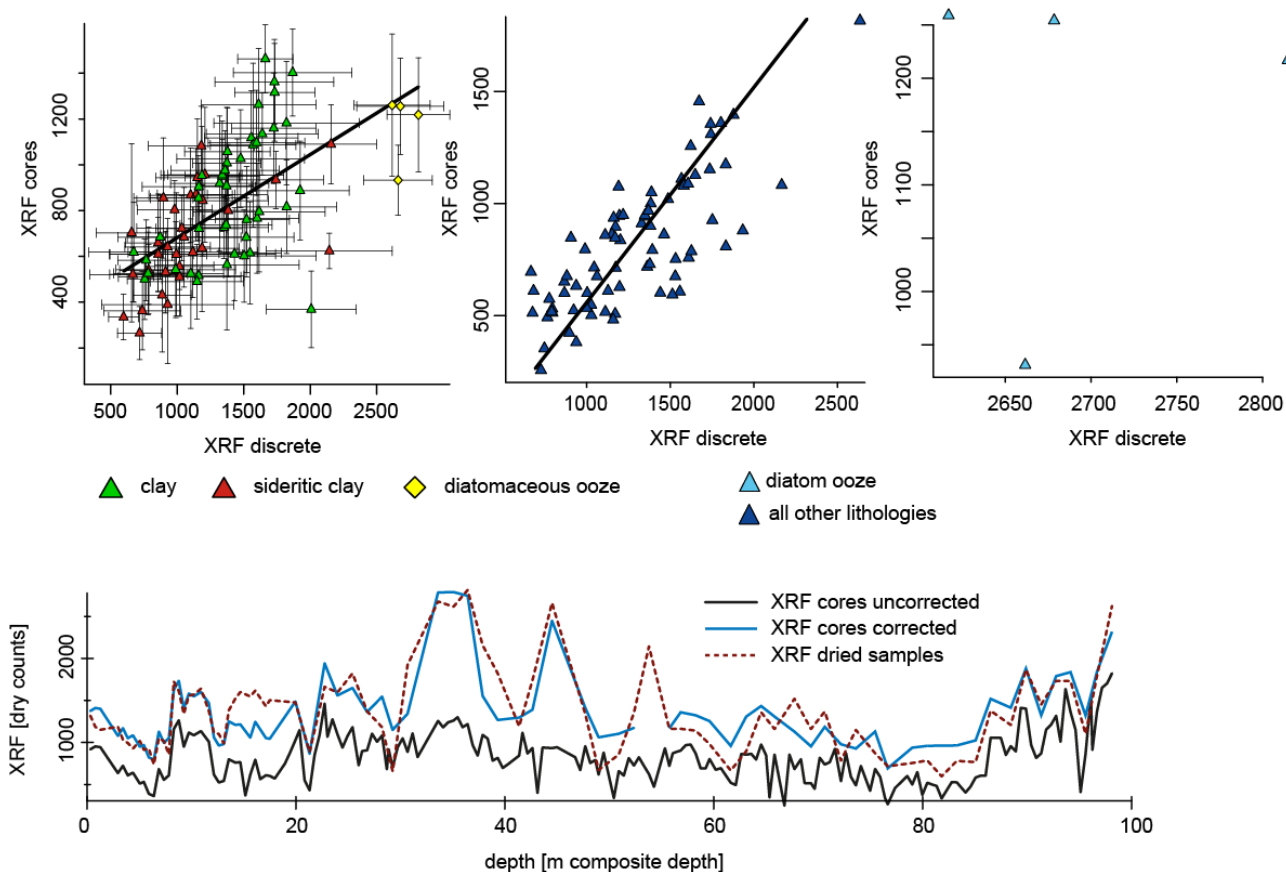 XRF cores
400
800
1200
500
1000
1500
2000
2500
XRF discrete
XRF cores
500
1000
1500
1000
1500
2000
2500
XRF discrete
XRF cores
1000
1100
1200
2650
2700
2750
2800
XRF discrete
clay
sideritic clay
diatomaceous ooze
diatom ooze
all other lithologies
XRF [dry counts]
1000
2000
XRF cores uncorrected
XRF cores corrected
XRF dried samples
0
20
40
60
80
100
depth [m composite depth]